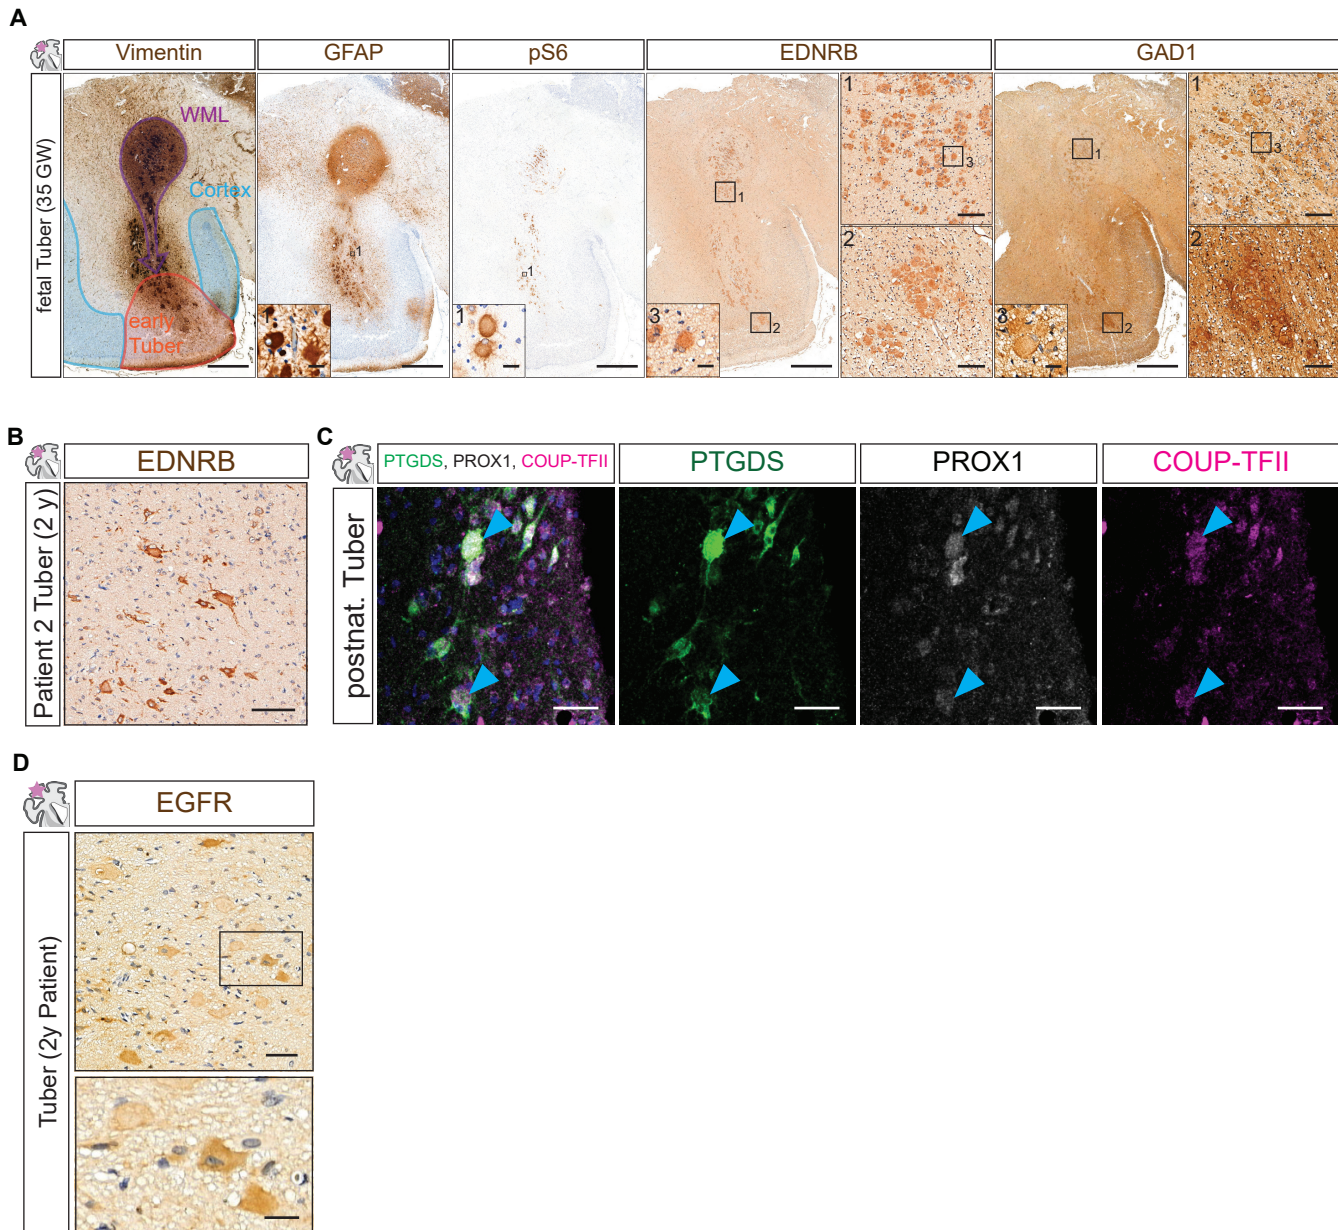 A
Vimentin
GFAP
pS6
EDNRB
GAD1
fetal Tuber (35 GW)
WML
Cortex
early
Tuber
1
1
1
1
1
2
3
1
3
2
1
2
3
1
3
2
B
EDNRB
Patient 2 Tuber (2 y)
C
PTGDS, PROX1, COUP-TFII
PTGDS
PROX1
COUP-TFII
postnat. Tuber
D
EGFR
Tuber (2y Patient)